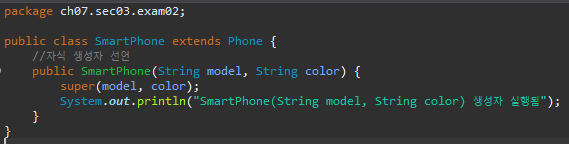 package ch07.sec03.exam02;
public class SmartPhone extends Phone {
//자식 생성자 선언
public SmartPhone(String model, String color) {
super(model, color);
System.out.println("SmartPhone(String model, String color) 생성자 실행됨");
}
}